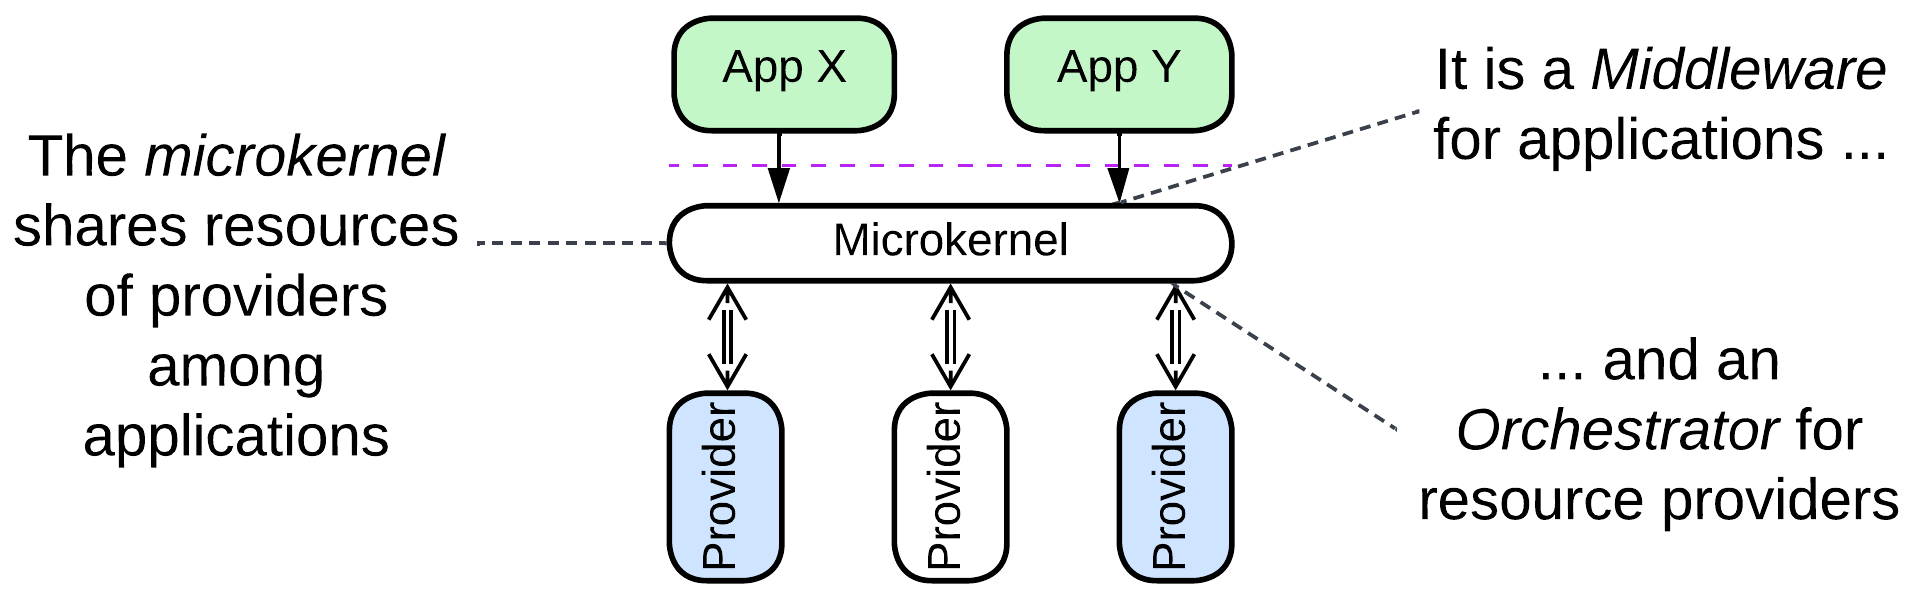 The microkernel
shares resources
of providers
among
applications
App X
App Y
Microkernel
Provider
Provider
Provider
It is a Middleware
for applications ...
... and an
Orchestrator for
resource providers